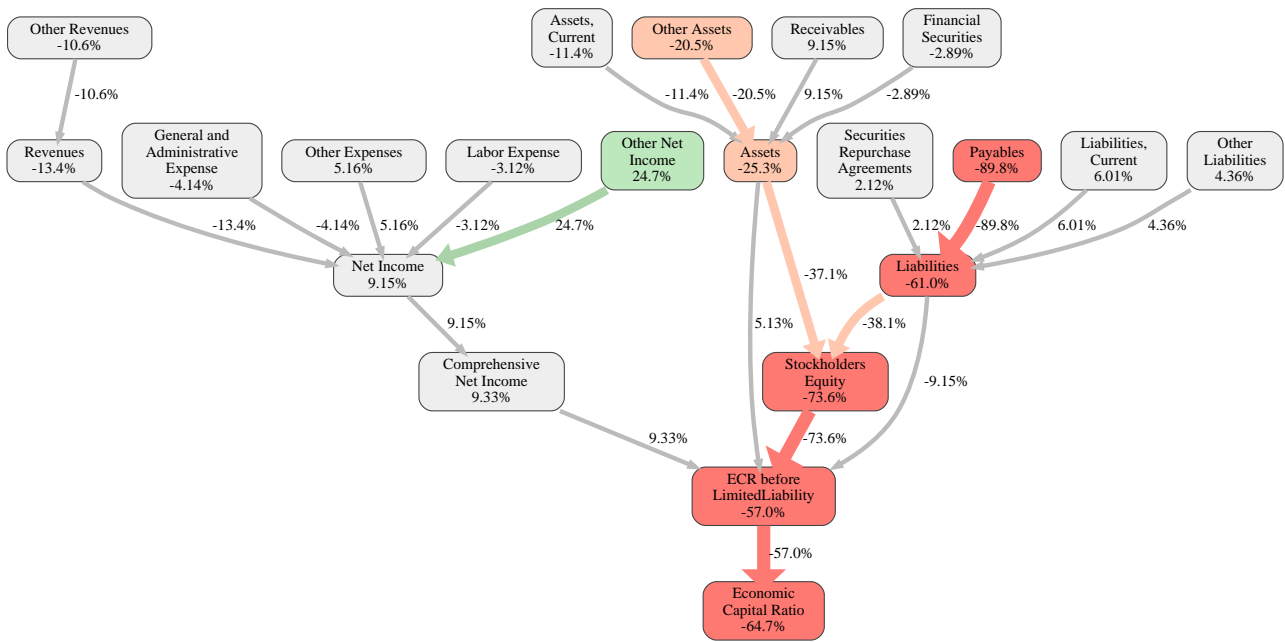 Other Revenues
-10.6%
Assets,
Current
-11.4%
Other Assets
-20.5%
Receivables
9.15%
Financial
Securities
-2.89%
-10.6%
-11.4%
-20.5%
9.15%
-2.89%
Revenues
-13.4%
General and
Administrative
Expense
-4.14%
Other Expenses
5.16%
Labor Expense
-3.12%
Other Net
Income
24.7%
Assets
-25.3%
Securities
Repurchase
Agreements
2.12%
Payables
-89.8%
Liabilities,
Current
6.01%
Other
Liabilities
4.36%
-13.4%
-4.14%
5.16%
-3.12%
24.7%
2.12%
-89.8%
6.01%
4.36%
Net Income
9.15%
Liabilities
-61.0%
-37.1%
9.15%
5.13%
-38.1%
Comprehensive
Net Income
9.33%
Stockholders
Equity
-73.6%
-9.15%
9.33%
-73.6%
ECR before
LimitedLiability
-57.0%
-57.0%
Economic
Capital Ratio
-64.7%